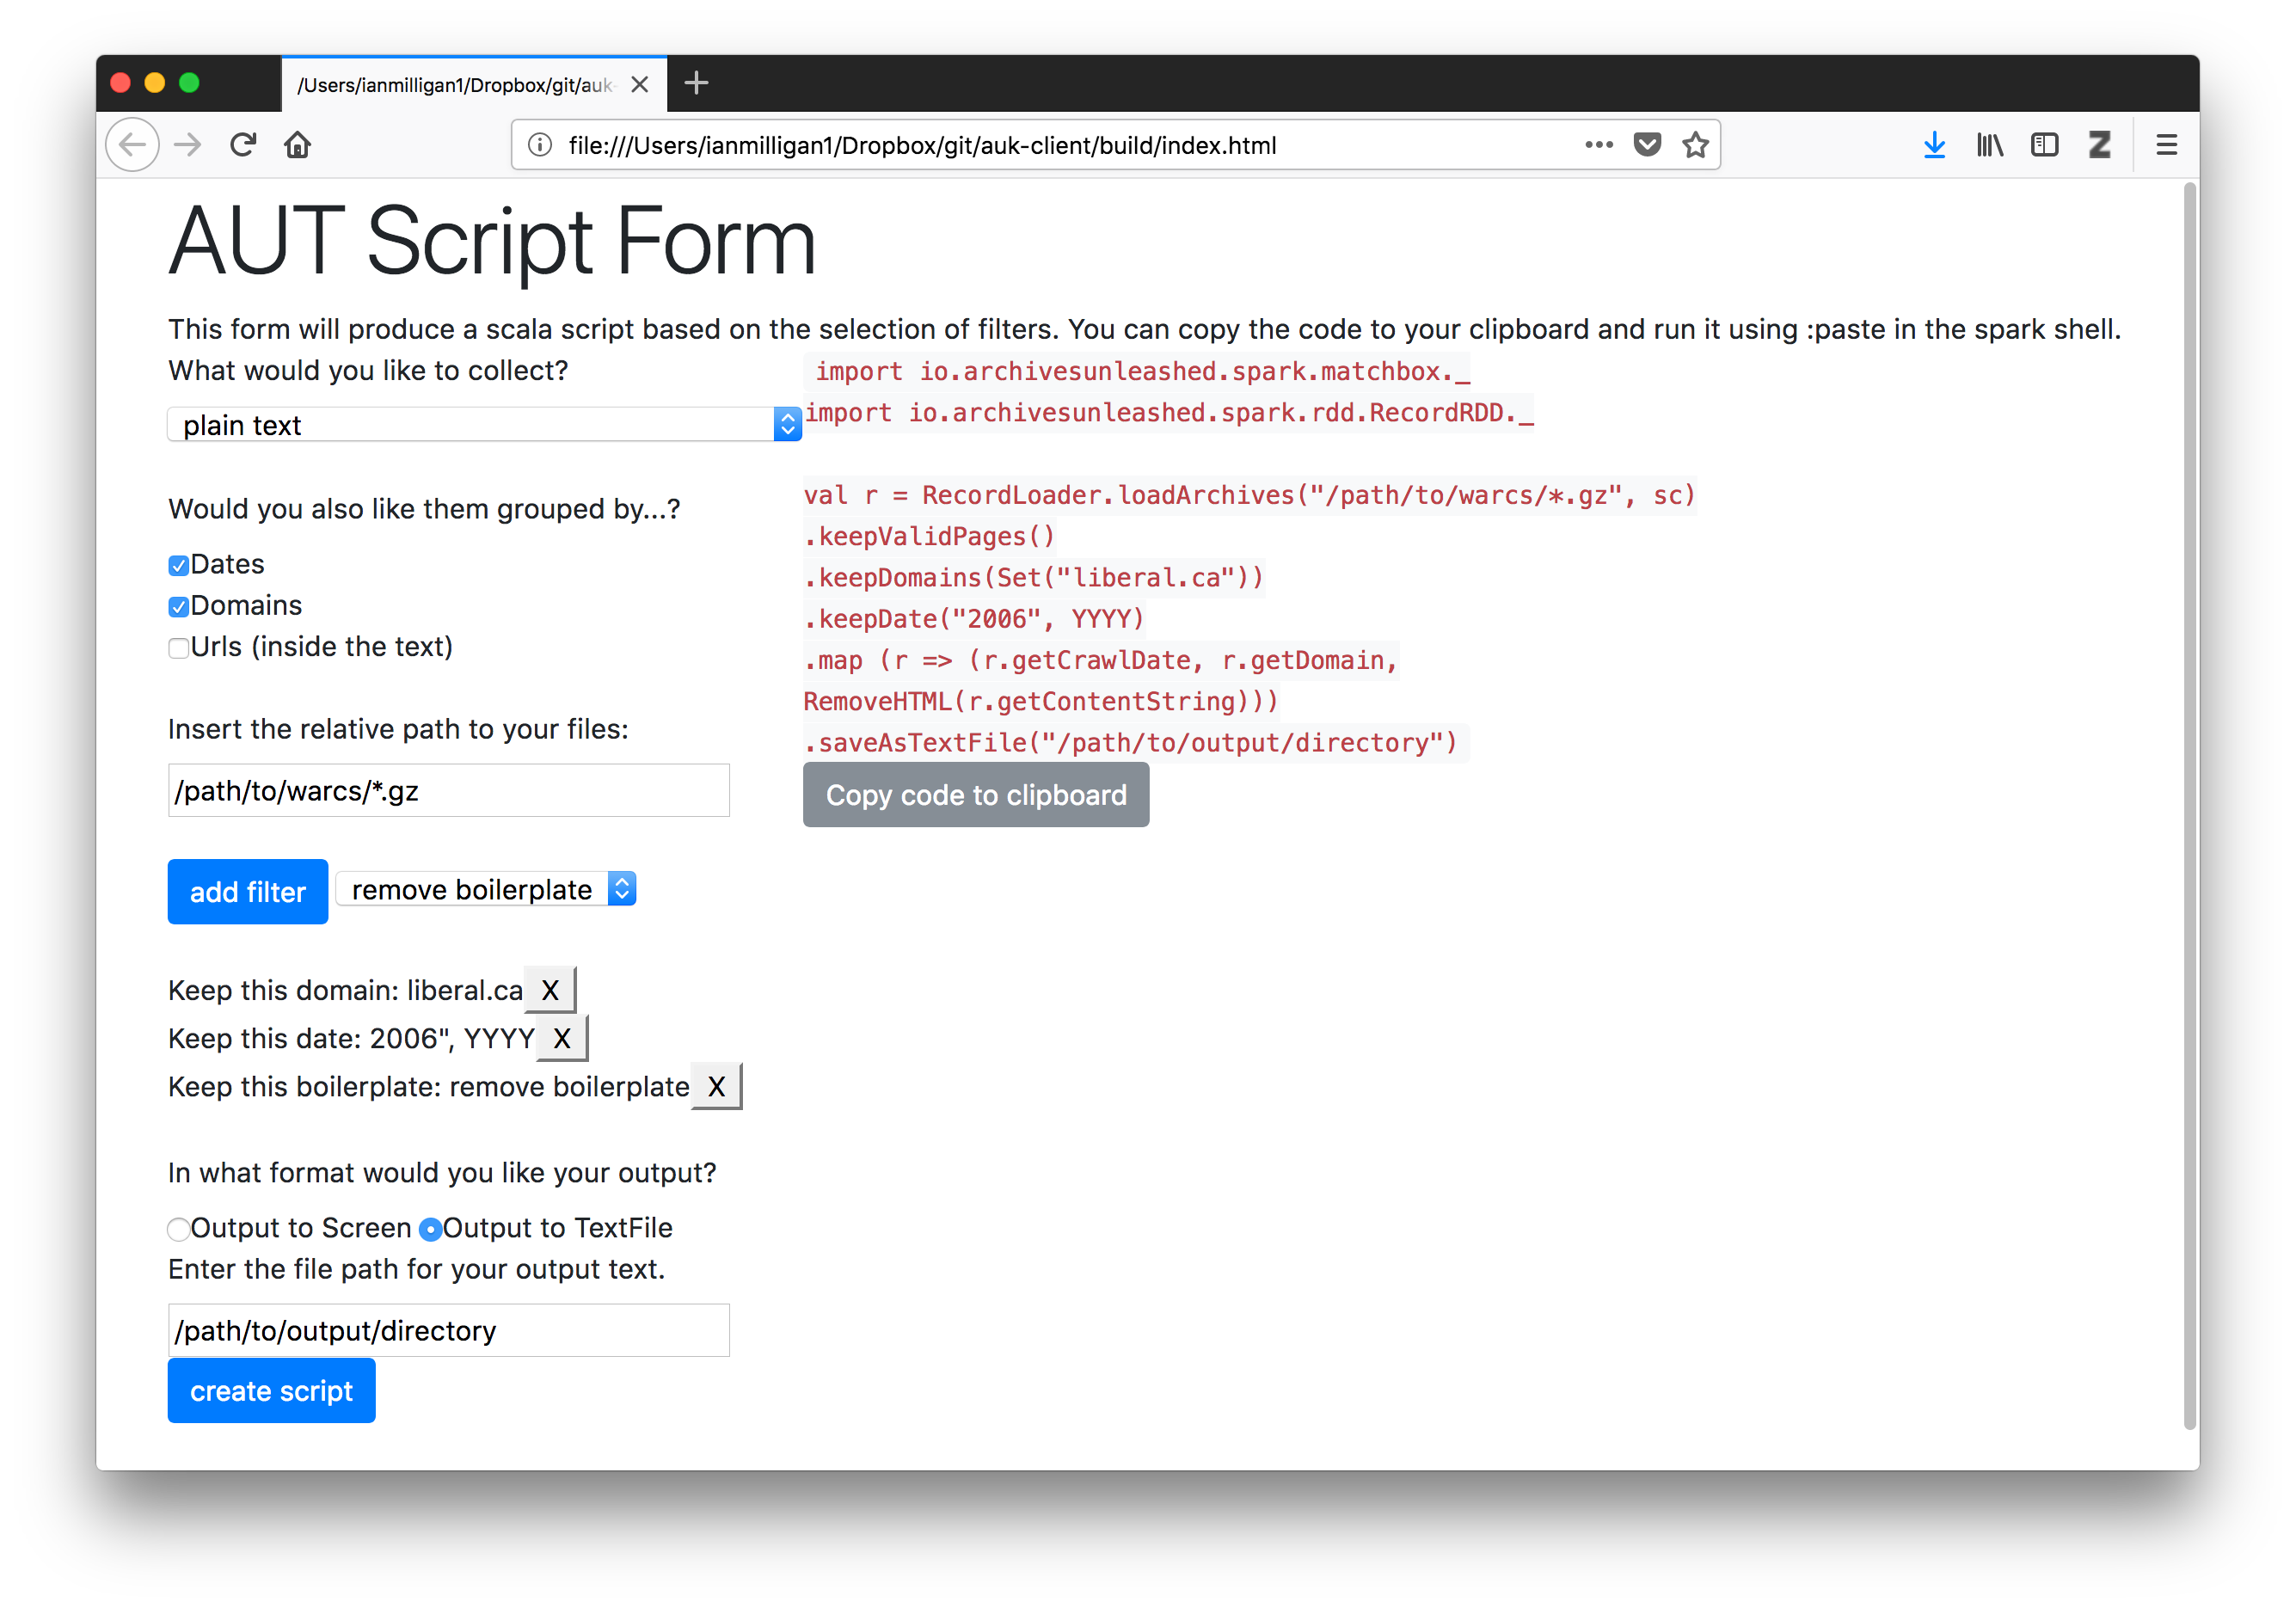 /Users/ianmilligan1/Dropbox/git/auk-
file:///Users/ianmilligan1/Dropbox/git/auk-client/build/index.html
AUT Script Form
This form will produce a scala script based on the selection of filters. You can copy the code to your clipboard and run it using :paste in the spark shell.
What would you like to collect?
plain text
Would you also like them grouped by...?
Dates
Domains
Urls (inside the text)
Insert the relative path to your files:
/path/to/warcs/*.gz
add filter remove boilerplate
Keep this domain: liberal.ca X
Keep this date: 2006", YYYY X
Keep this boilerplate: remove boilerplate X
In what format would you like your output?
Output to Screen Output to TextFile
Enter the file path for your output text.
/path/to/output/directory
create script
import io.archivesunleashed.spark.matchbox._
import io.archivesunleashed.spark.rdd.RecordRDD._
val r = RecordLoader.loadArchives("/path/to/warcs/*.gz", sc)
.keepValidPages()
.keepDomains(Set("liberal.ca"))
.keepDate("2006", YYYY)
.map (r => (r.getCrawlDate, r.getDomain,
RemoveHTML(r.getContentString)))
.saveAsTextFile("/path/to/output/directory")
Copy code to clipboard